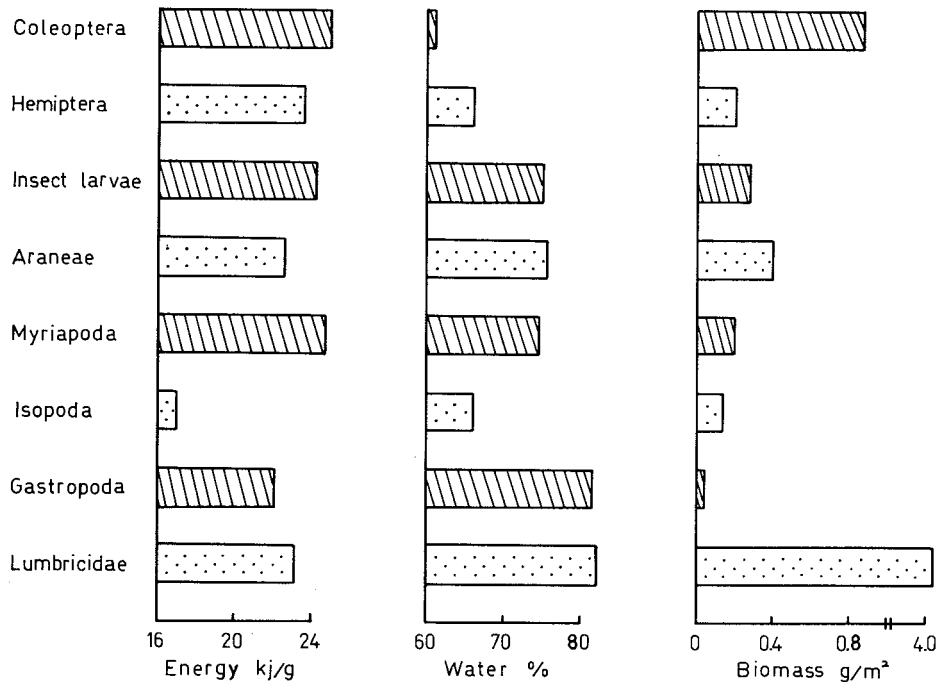 Coleoptera
Hemiptera
Insect larvae
Araneae
Myriapoda
Isopoda
Gastropoda
Lumbricidae
16 20 24 60 70 80 0 0.4 0.8 4.0
Energy kj/g Water % Biomass g/m²